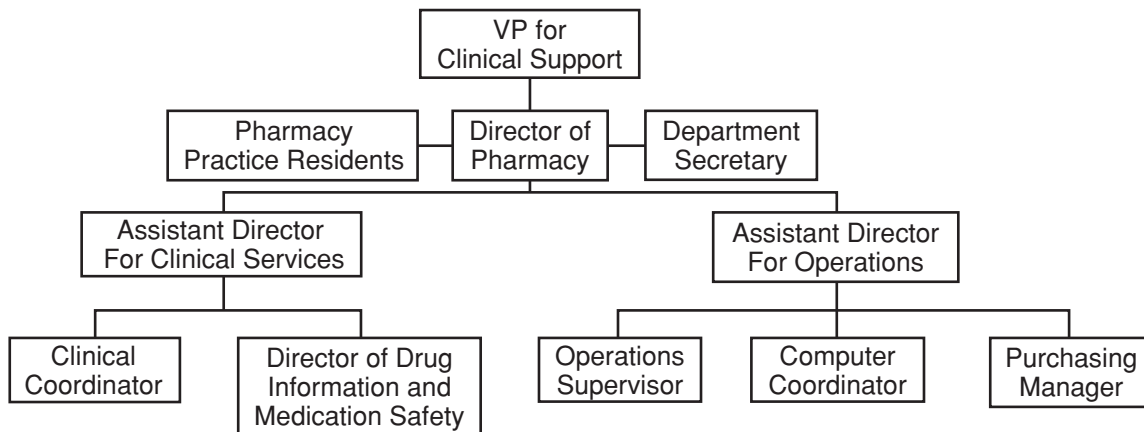 VP for
Clinical Support
Pharmacy
Practice Residents
Director of
Pharmacy
Department
Secretary
Assistant Director
For Clinical Services
Assistant Director
For Operations
Clinical
Coordinator
Director of Drug
Information and
Medication Safety
Operations
Supervisor
Computer
Coordinator
Purchasing
Manager